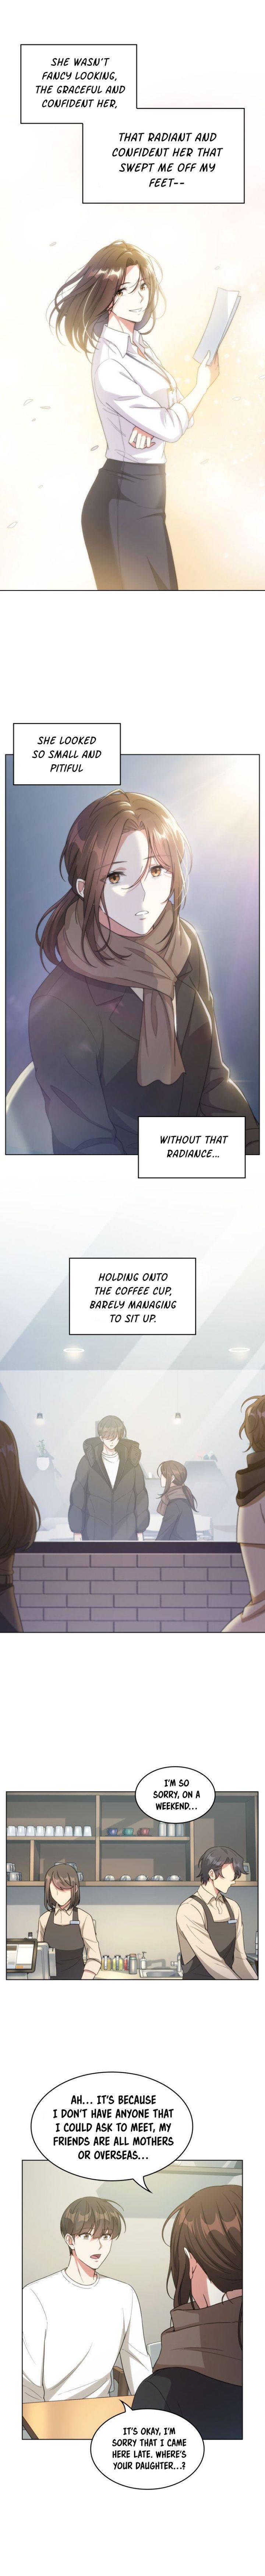 SHE WASN'T
FANCY LOOKING,
THE GRACEFUL AND
CONFIDENT HER,
THAT RADIANT AND
CONFIDENT HER THAT
SWEPT ME OFF MY
FEET--
SHE LOOKED
SO SMALL AND
PITIFUL
WITHOUT THAT
RADIANCE...
HOLDING ONTO
THE COFFEE CUP,
BARELY MANAGING
TO SIT UP.
I'M SO
SORRY, ON A
WEEKEND...
AH... IT'S BECAUSE
I DON'T HAVE ANYONE THAT
I COULD ASK TO MEET, MY
FRIENDS ARE ALL MOTHERS
OR OVERSEAS...
IT'S OKAY, I'M
SORRY THAT I CAME
HERE LATE. WHERE'S
YOUR DAUGHTER...?